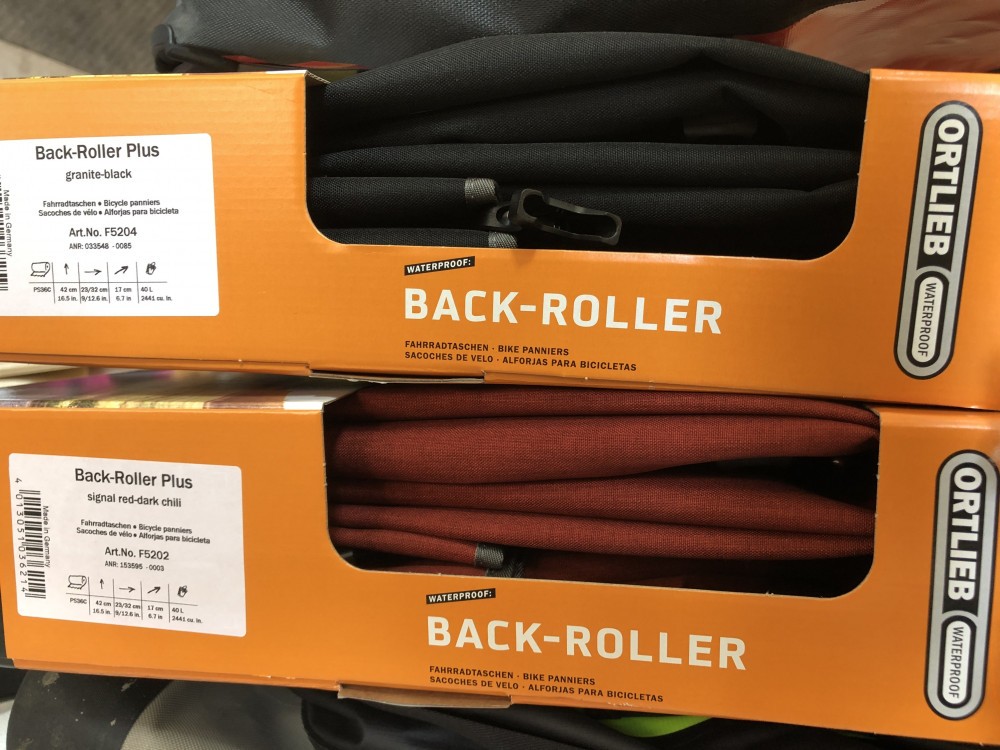 Back-Roller Plus
granite-black
Fahrradtaschen • Bicycle panniers
Sacoches de vélo • Alforjas para bicicleta
Art.No. F5204
ANR: 033548 - 0085
Made in Germany
PS36C 42 cm 23/32 cm 17 cm 40 L
16.5 in. 9/12.6 in. 6.7 in 2441 cu. in.
WATERPROOF:
BACK-ROLLER
FAHRRADTASCHEN · BIKE PANNIERS
SACOCHES DE VELO · ALFORJAS PARA BICICLETAS
ORTLIEB
WATERPROOF
Back-Roller Plus
signal red-dark chili
Fahrradtaschen • Bicycle panniers
Sacoches de vélo • Alforjas para bicicleta
Art.No. F5202
ANR: 153595 - 0003
Made in Germany
4 013051 036214
PS36C 42 cm 23/32 cm 17 cm 40 L
16.5 in. 9/12.6 in. 6.7 in 2441 cu. in.
WATERPROOF:
BACK-ROLLER
FAHRRADTASCHEN · BIKE PANNIERS
SACOCHES DE VELO · ALFORJAS PARA BICICLETAS
ORTLIEB
WATERPROOF